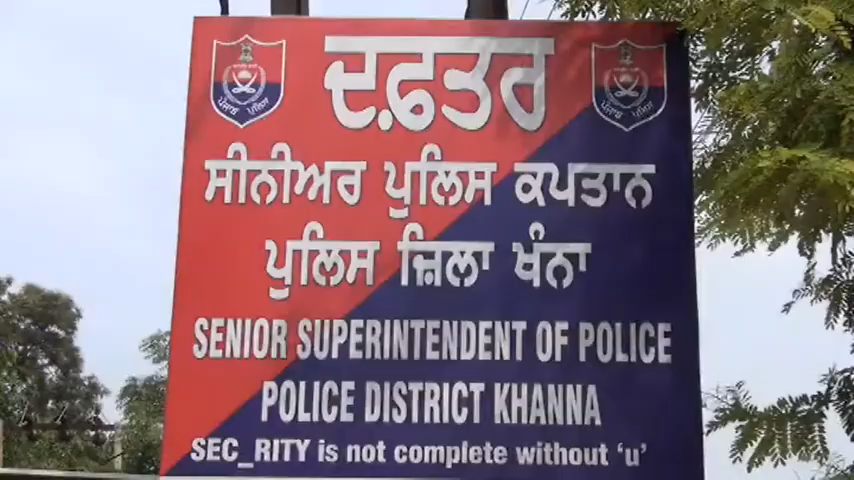 ਦਫ਼ਤਰ
ਸੀਨੀਅਰ ਪੁਲਿਸ ਕਪਤਾਨ
ਪੁਲਿਸ ਜ਼ਿਲਾ ਖੰਨਾ
SENIOR SUPERINTENDENT OF POLICE
POLICE DISTRICT KHANNA
SEC_RITY is not complete without 'u'
ਪੰਜਾਬ ਪੁਲਿਸ
ਪੰਜਾਬ ਪੁਲਿਸ